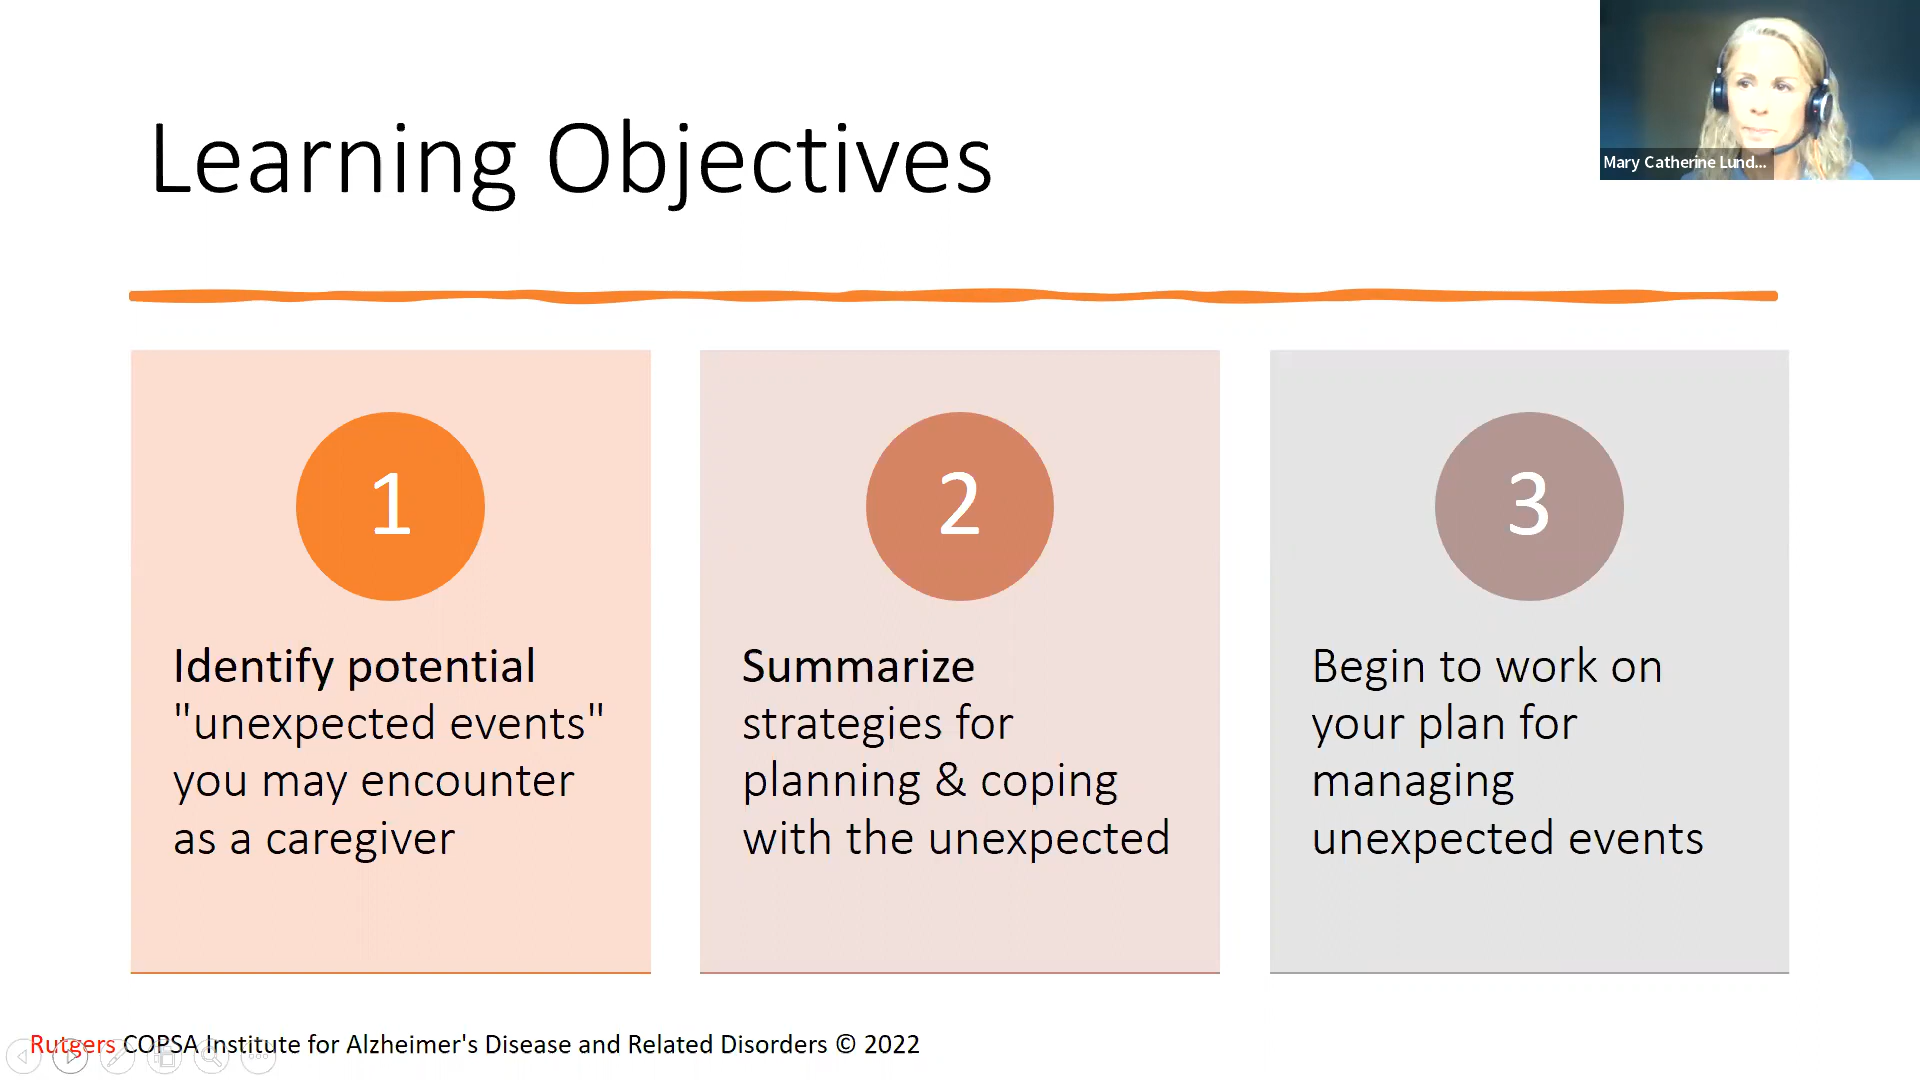 Learning Objectives
Mary Catherine Lund...
1
Identify potential
"unexpected events"
you may encounter
as a caregiver
2
Summarize
strategies for
planning & coping
with the unexpected
3
Begin to work on
your plan for
managing
unexpected events
Rutgers COPSA Institute for Alzheimer's Disease and Related Disorders © 2022